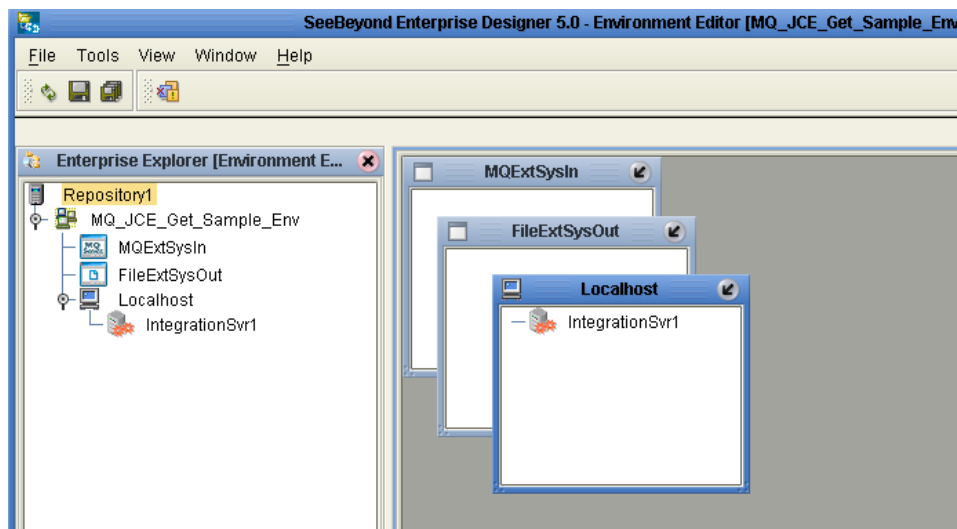 SeeBeyond Enterprise Designer 5.0 - Environment Editor [MQ_JCE_Get_Sample_Env
File Tools View Window Help
Enterprise Explorer [Environment E...
Repository1
MQ_JCE_Get_Sample_Env
MQExtSysIn
FileExtSysOut
Localhost
IntegrationSvr1
MQExtSysIn
FileExtSysOut
Localhost
IntegrationSvr1